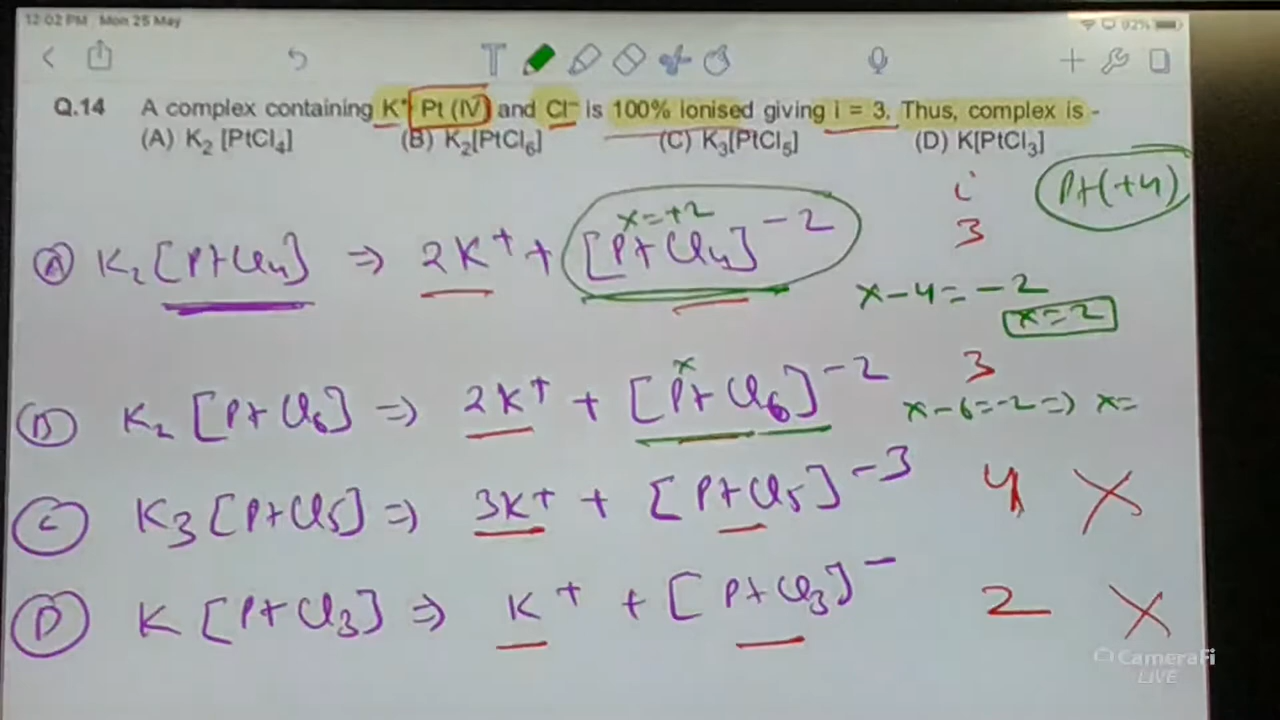 12:02 PM Mon 25 May 92%
T
Q.14 A complex containing K⁺ Pt (IV) and Cl⁻ is 100% ionised giving i = 3. Thus, complex is -
(A) K₂ [PtCl₄] (B) K₂[PtCl₆] (C) K₃[PtCl₅] (D) K[PtCl₃]
i Pt(+4)
x=+2
(A) K₂[PtCl₄] ⇒ 2K⁺ + [PtCl₄]⁻² 3
x-4=-2
x=2
x
(B) K₂[PtCl₆] ⇒ 2K⁺ + [PtCl₆]⁻² 3
x-6=-2⇒ x=
(C) K₃[PtCl₅] ⇒ 3K⁺ + [PtCl₅]⁻³ 4 ×
(D) K[PtCl₃] ⇒ K⁺ + [PtCl₃]⁻ 2 ×
CameraFi
LIVE